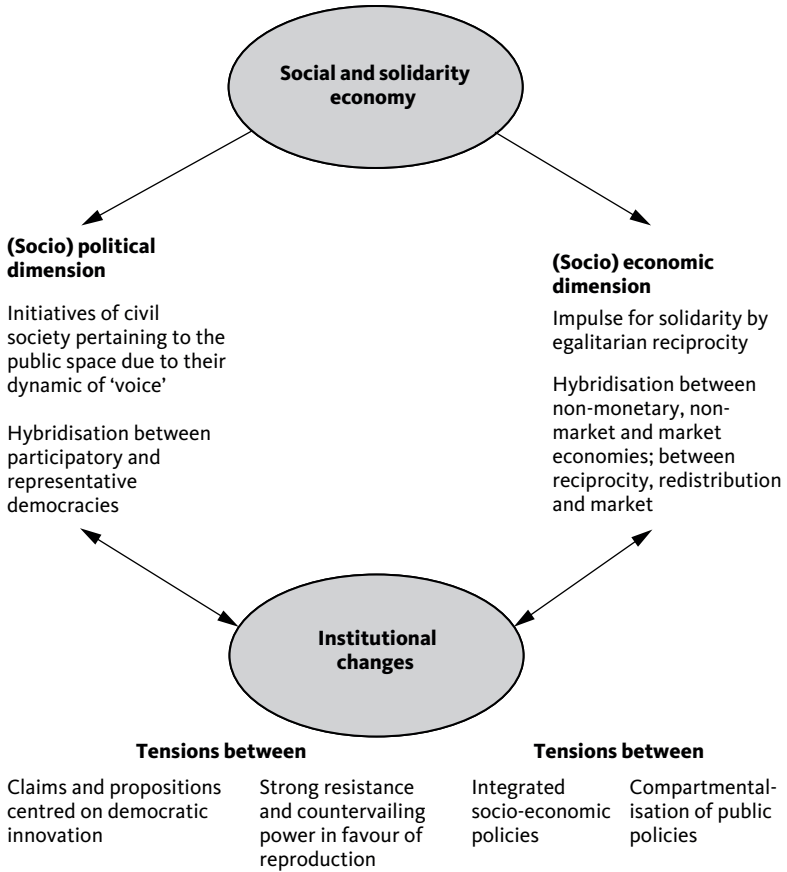 Social and solidarity
economy
(Socio) political
dimension
Initiatives of civil
society pertaining to the
public space due to their
dynamic of ‘voice’
Hybridisation between
participatory and
representative
democracies
(Socio) economic
dimension
Impulse for solidarity by
egalitarian reciprocity
Hybridisation between
non-monetary, non-
market and market
economies; between
reciprocity, redistribution
and market
Institutional
changes
Tensions between
Claims and propositions
centred on democratic
innovation
Strong resistance
and countervailing
power in favour of
reproduction
Tensions between
Integrated
socio-economic
policies
Compartmental-
isation of public
policies